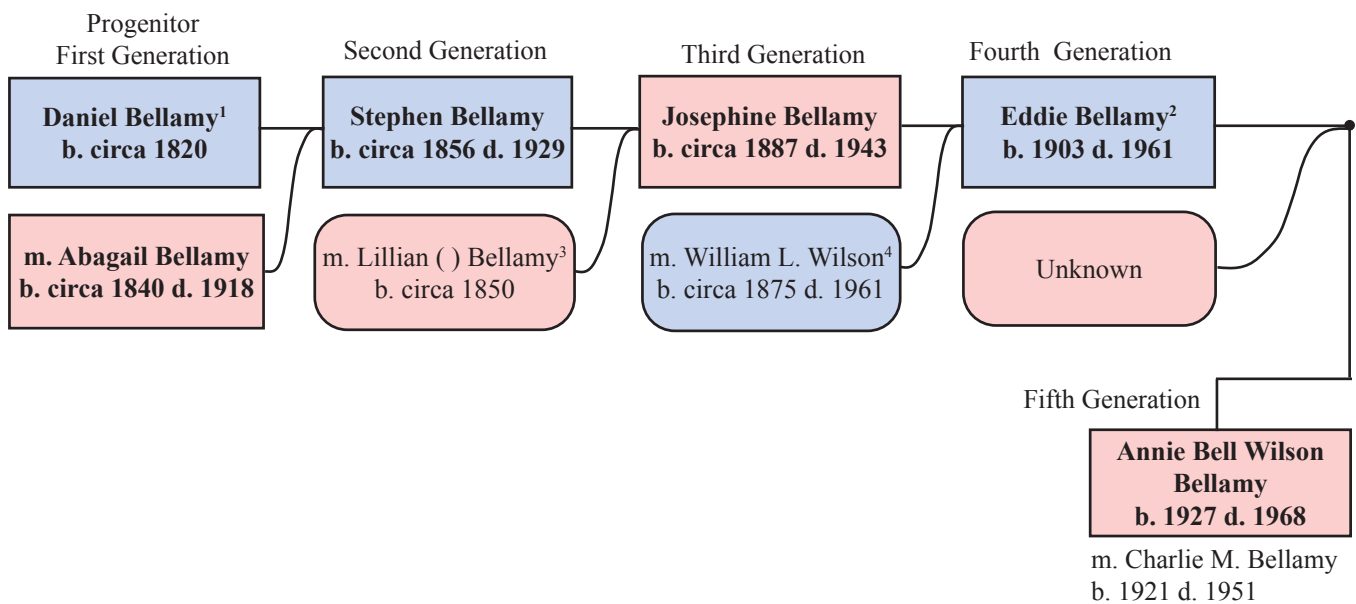 Progenitor
First Generation
Second Generation
Third Generation
Fourth Generation
Daniel Bellamy¹
b. circa 1820
Stephen Bellamy
b. circa 1856 d. 1929
Josephine Bellamy
b. circa 1887 d. 1943
Eddie Bellamy²
b. 1903 d. 1961
m. Abagail Bellamy
b. circa 1840 d. 1918
m. Lillian ( ) Bellamy³
b. circa 1850
m. William L. Wilson⁴
b. circa 1875 d. 1961
Unknown
Fifth Generation
Annie Bell Wilson
Bellamy
b. 1927 d. 1968
m. Charlie M. Bellamy
b. 1921 d. 1951